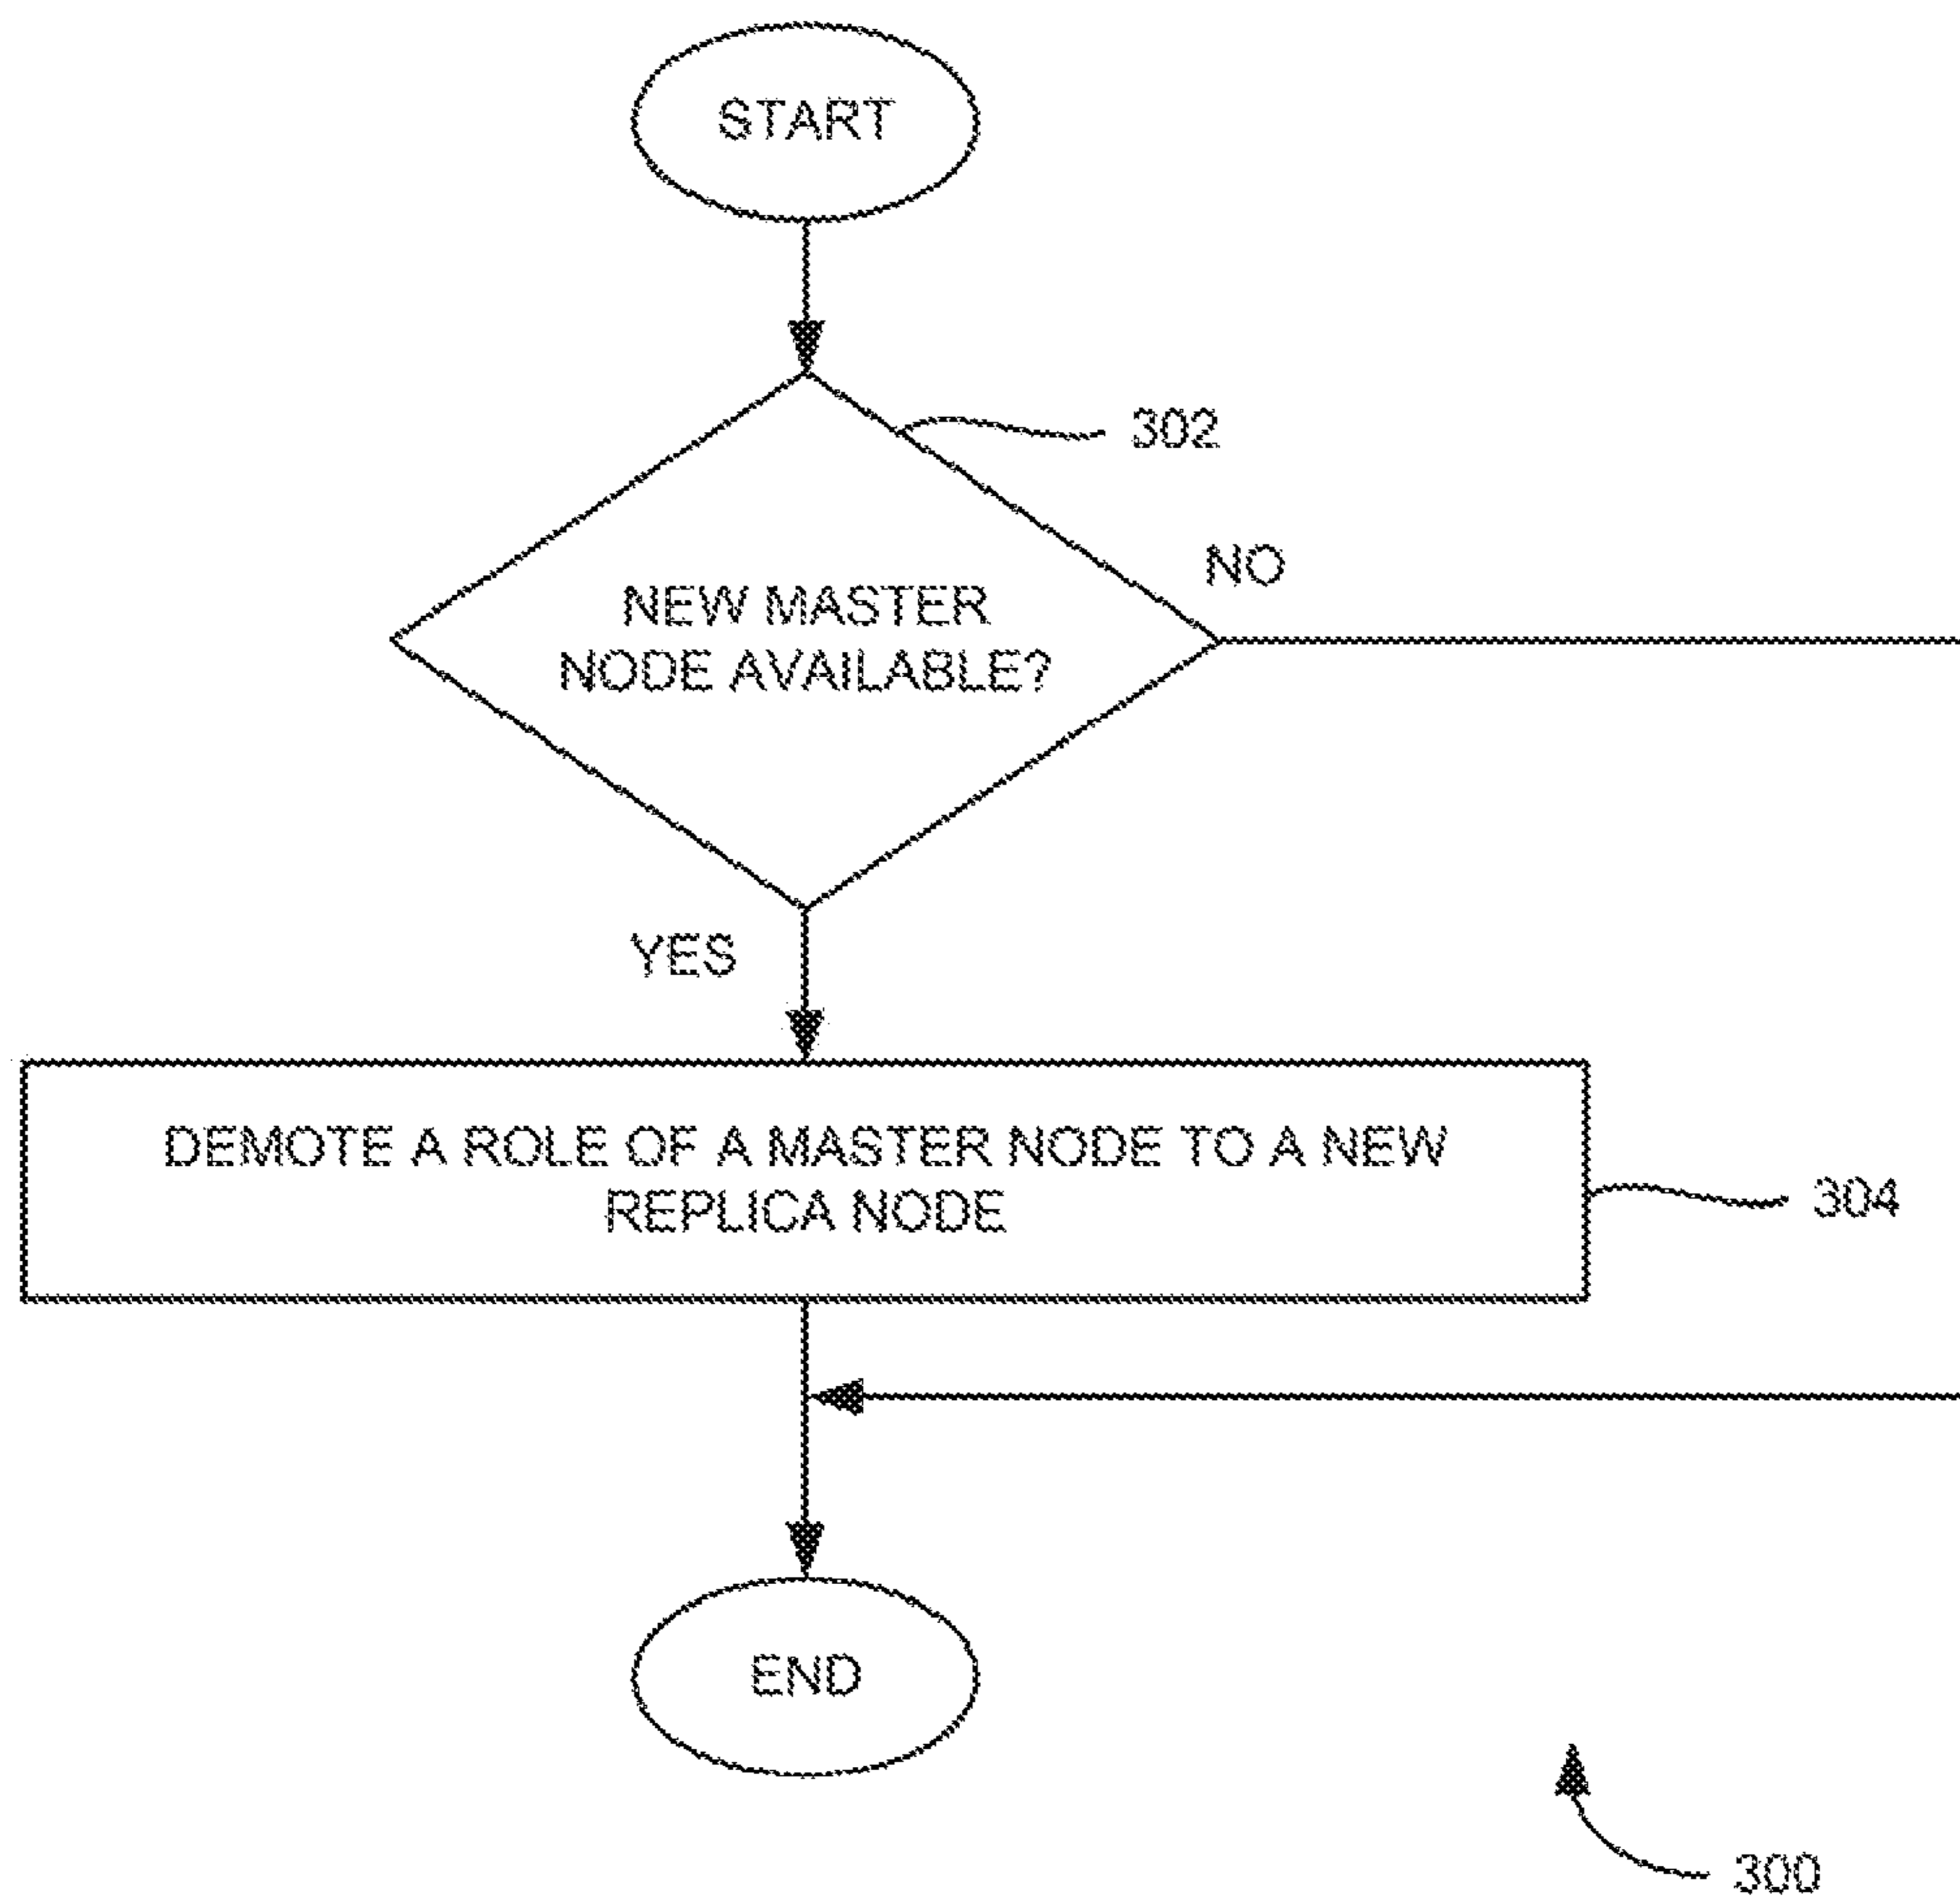 START
302
NO
NEW MASTER
NODE AVAILABLE?
YES
DEMOTE A ROLE OF A MASTER NODE TO A NEW
REPLICA NODE
304
END
300